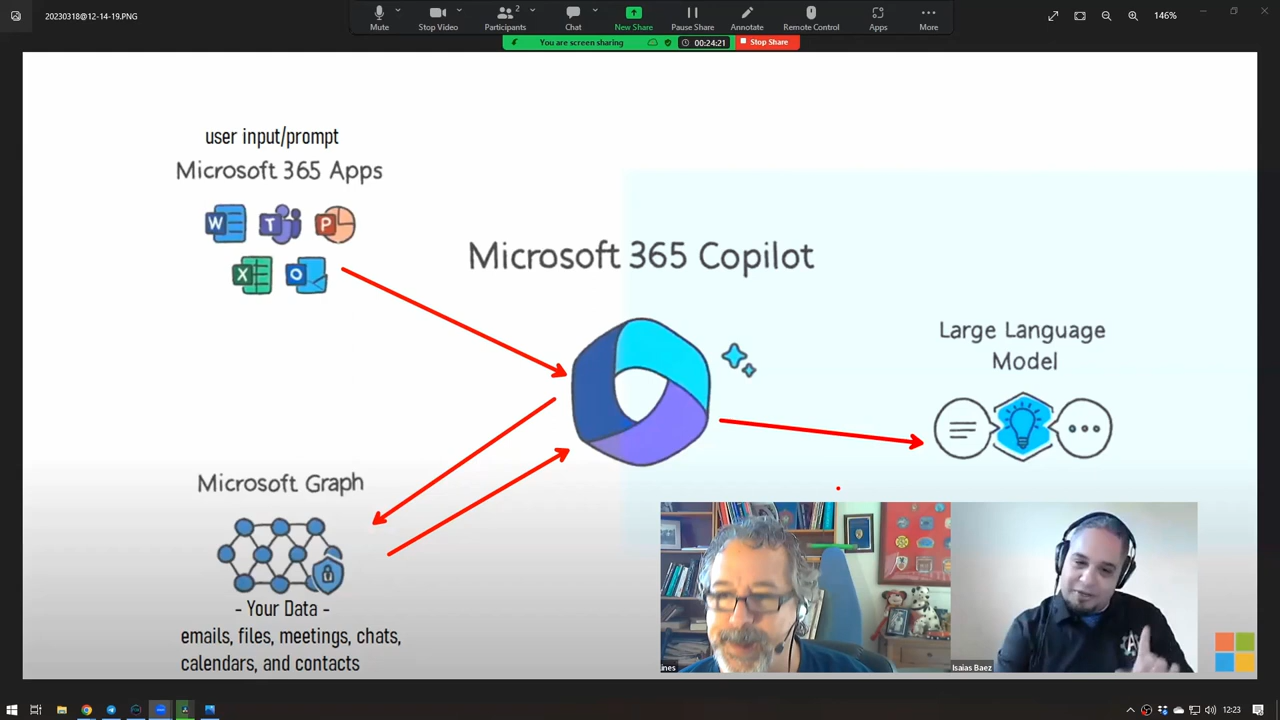 20230318@12-14-19.PNG
Mute
Stop Video
Participants
2
Chat
New Share
Pause Share
Annotate
Remote Control
Apps
More
146%
You are screen sharing
00:24:21
Stop Share
user input/prompt
Microsoft 365 Apps
W
T
P
X
O
Microsoft 365 Copilot
Large Language
Model
Microsoft Graph
- Your Data -
emails, files, meetings, chats,
calendars, and contacts
ines
Isaias Baez
12:23